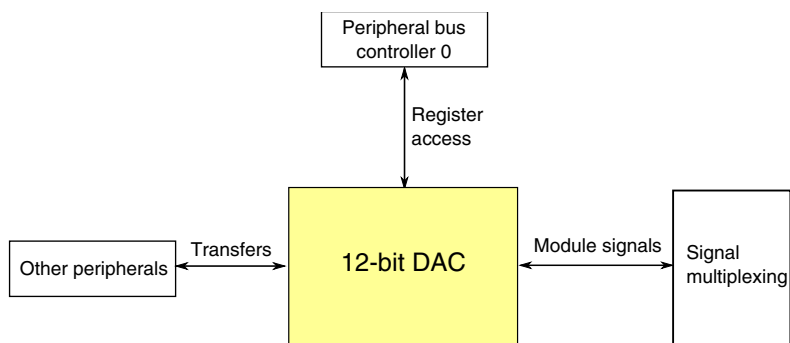 Peripheral bus
controller 0
Register
access
Other peripherals
Transfers
12-bit DAC
Module signals
Signal
multiplexing